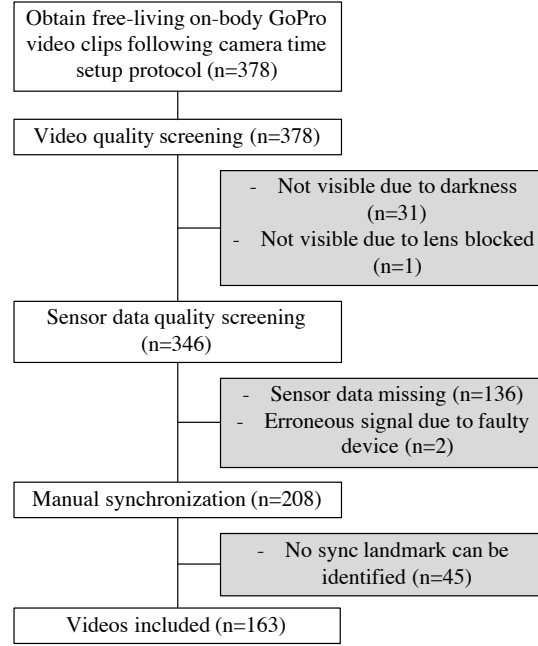 Obtain free-living on-body GoPro
video clips following camera time
setup protocol (n=378)
Video quality screening (n=378)
- Not visible due to darkness
(n=31)
- Not visible due to lens blocked
(n=1)
Sensor data quality screening
(n=346)
- Sensor data missing (n=136)
- Erroneous signal due to faulty
device (n=2)
Manual synchronization (n=208)
- No sync landmark can be
identified (n=45)
Videos included (n=163)